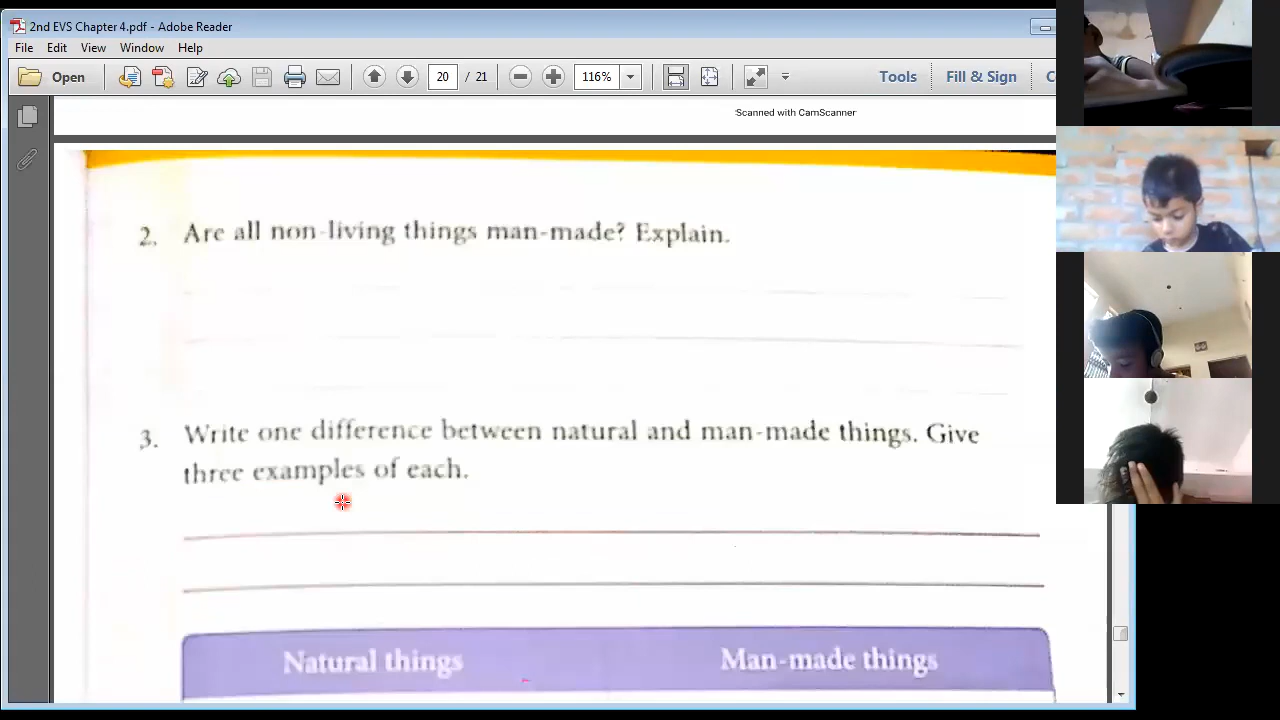 2nd EVS Chapter 4.pdf - Adobe Reader
File Edit View Window Help
Open 20 / 21 116% Tools Fill & Sign C
Scanned with CamScanner
2. Are all non-living things man-made? Explain.
3. Write one difference between natural and man-made things. Give
three examples of each.
Natural things Man-made things